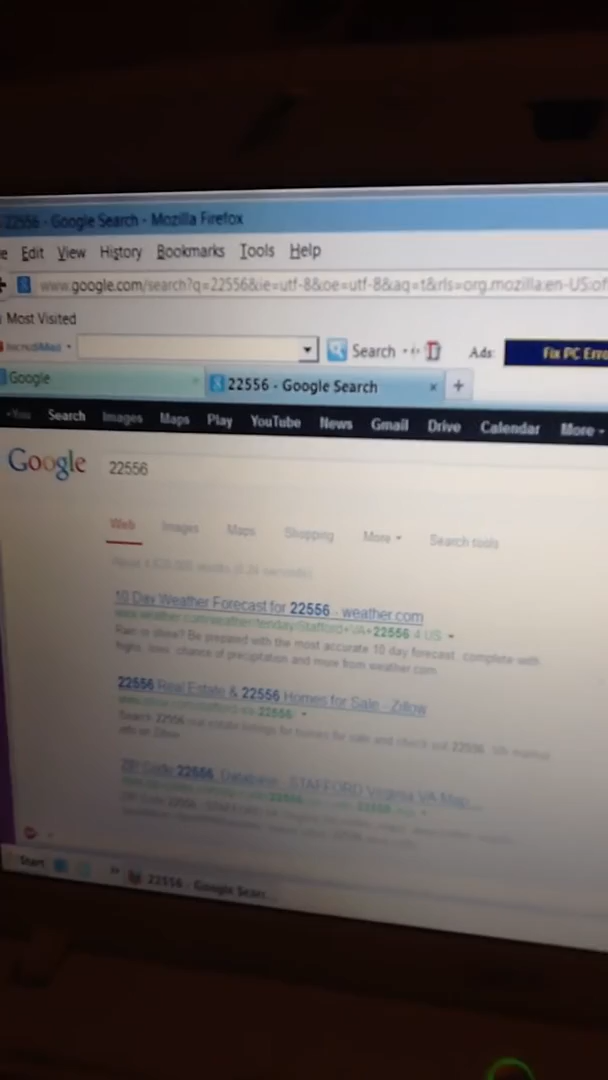 22556 - Google Search - Mozilla Firefox
Edit View History Bookmarks Tools Help
www.google.com/search?q=22556&ie=utf-8&oe=utf-8&aq=t&rls=org.mozilla:en-US:of
Most Visited
IncrediMail Search Ads: Fix PC Erro
Google 22556 - Google Search × +
+You Search Images Maps Play YouTube News Gmail Drive Calendar More
Google 22556
Web Images Maps Shopping More Search tools
10 Day Weather Forecast for 22556 - weather.com
www.weather.com/weather/tenday/Stafford+VA+22556:4:US
Rain or shine? Be prepared with the most accurate 10 day forecast, complete with
highs, lows, chance of precipitation and more from weather.com
22556 Real Estate & 22556 Homes for Sale - Zillow
22556
Search 22556 real estate listings for homes for sale and check out 22556
info on Zillow
ZIP Code 22556 Database - STAFFORD Virginia VA Map...
Start 22556 - Google Sear...